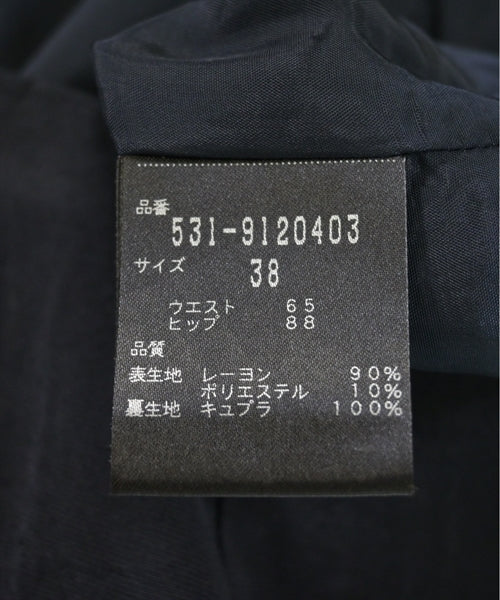 品番
531-9120403
サイズ
38
ウエスト 65
ヒップ 88
品質
表生地 レーヨン 90%
ポリエステル 10%
裏生地 キュプラ 100%